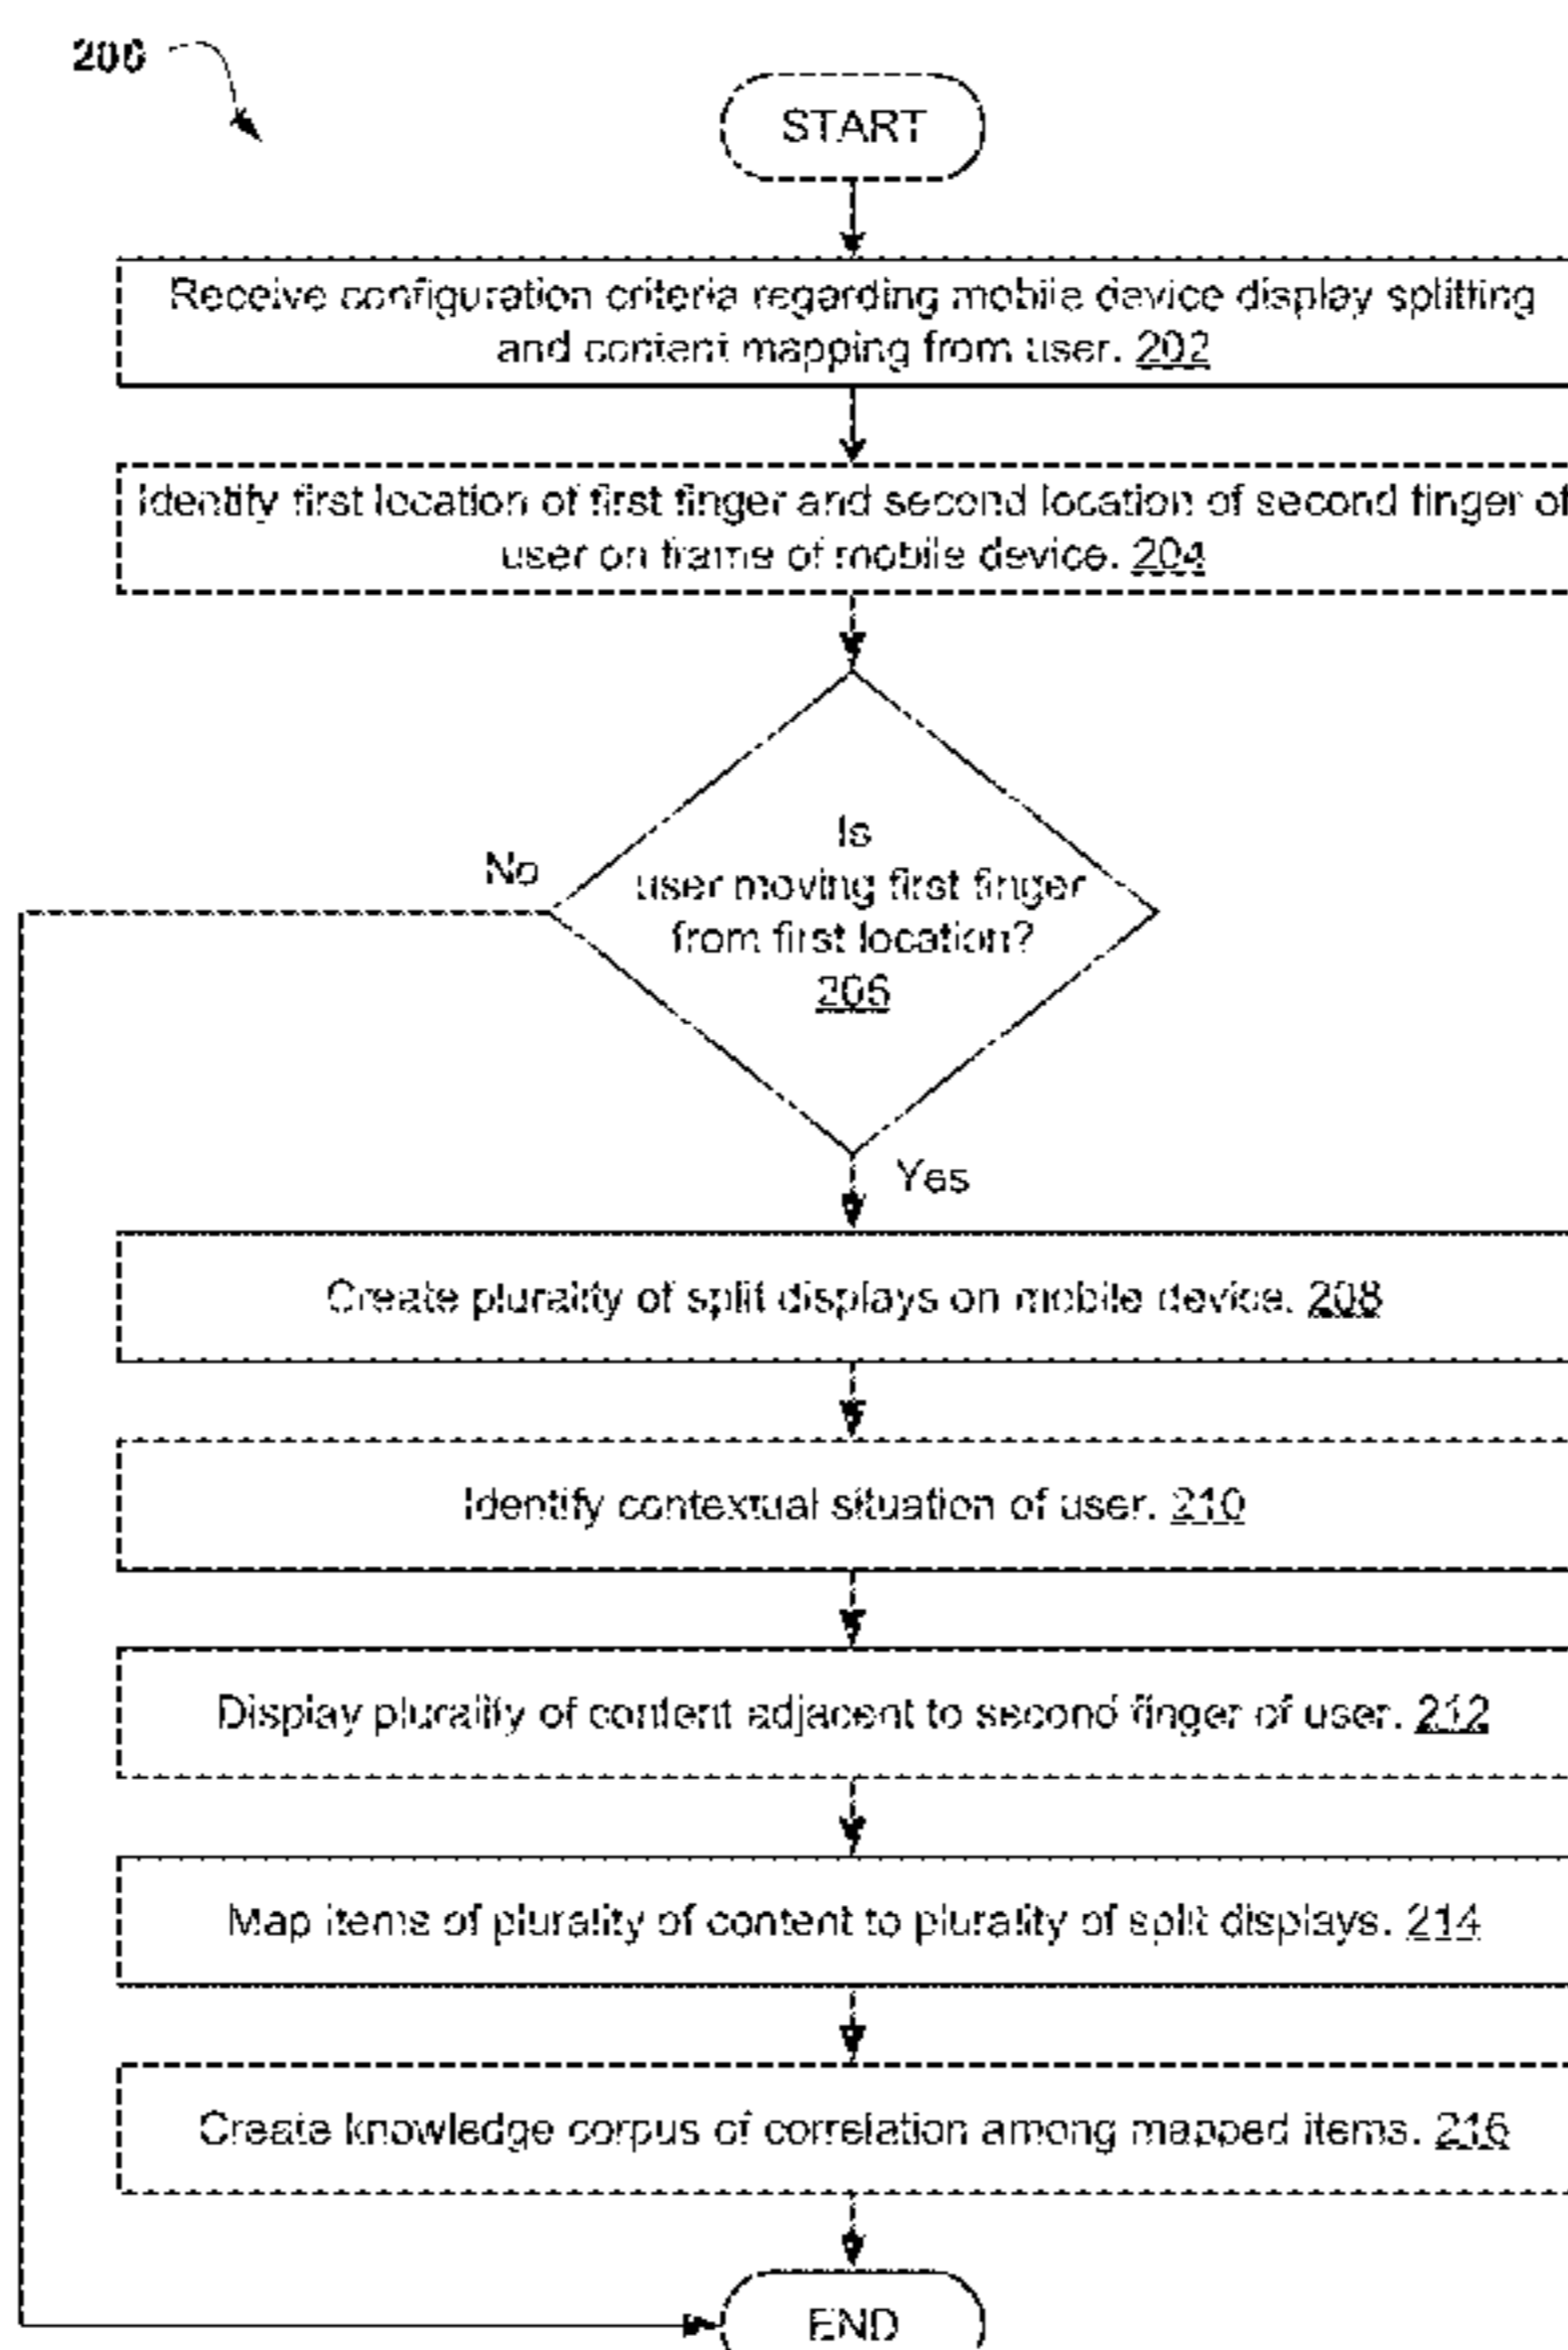 200
START
Receive configuration criteria regarding mobile device display splitting
and content mapping from user. 202
Identify first location of first finger and second location of second finger of
user on frame of mobile device. 204
Is
user moving first finger
from first location?
206
No
Yes
Create plurality of split displays on mobile device. 208
Identify contextual situation of user. 210
Display plurality of content adjacent to second finger of user. 212
Map items of plurality of content to plurality of split displays. 214
Create knowledge corpus of correlation among mapped items. 216
END